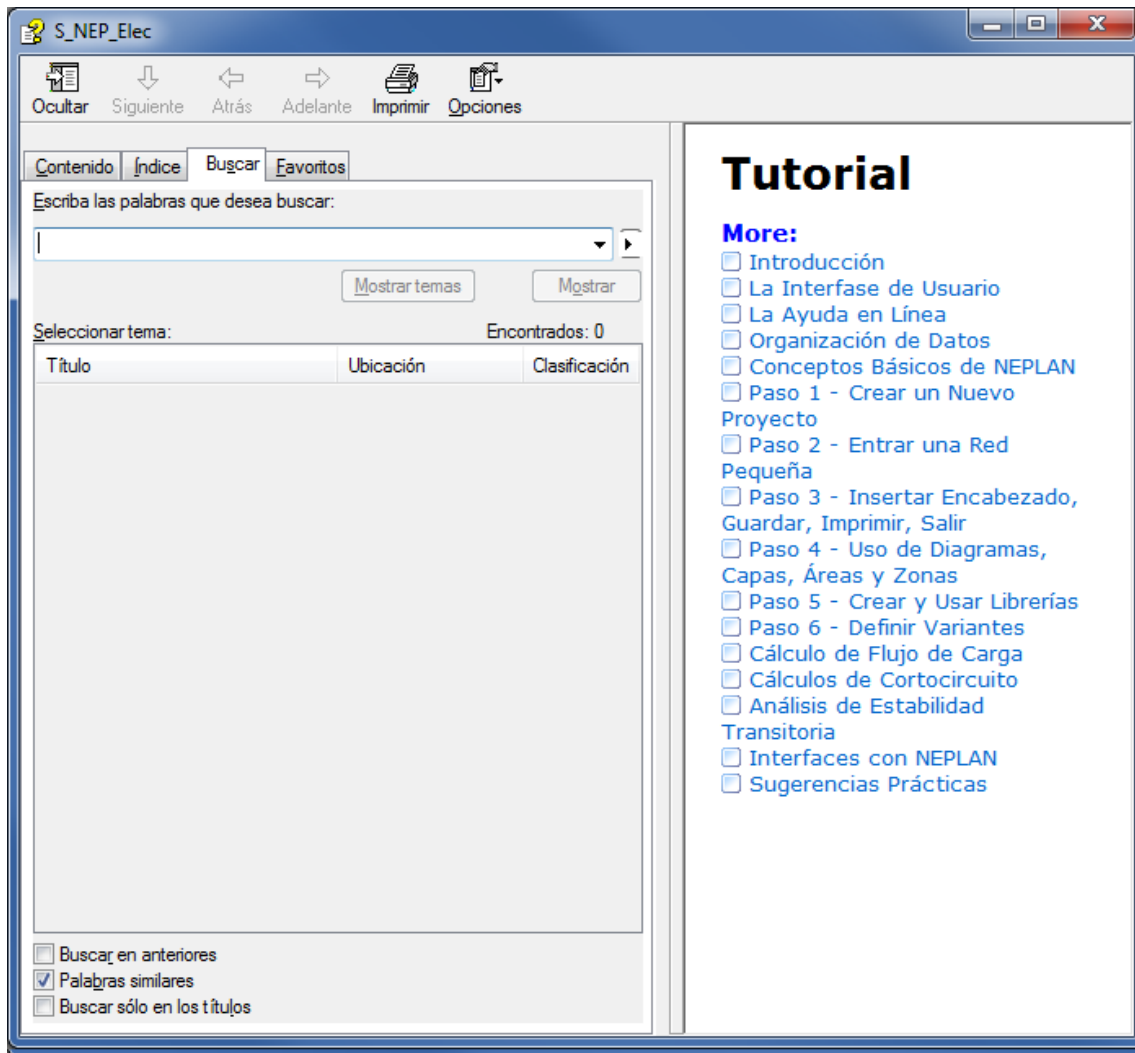 S_NEP_Elec
Ocultar Siguiente Atrás Adelante Imprimir Opciones
Contenido Índice Buscar Favoritos
Escriba las palabras que desea buscar:
Mostrar temas Mostrar
Seleccionar tema: Encontrados: 0
Título Ubicación Clasificación
Buscar en anteriores
Palabras similares
Buscar sólo en los títulos
Tutorial
More:
Introducción
La Interfase de Usuario
La Ayuda en Línea
Organización de Datos
Conceptos Básicos de NEPLAN
Paso 1 - Crear un Nuevo
Proyecto
Paso 2 - Entrar una Red
Pequeña
Paso 3 - Insertar Encabezado,
Guardar, Imprimir, Salir
Paso 4 - Uso de Diagramas,
Capas, Áreas y Zonas
Paso 5 - Crear y Usar Librerías
Paso 6 - Definir Variantes
Cálculo de Flujo de Carga
Cálculos de Cortocircuito
Análisis de Estabilidad
Transitoria
Interfaces con NEPLAN
Sugerencias Prácticas